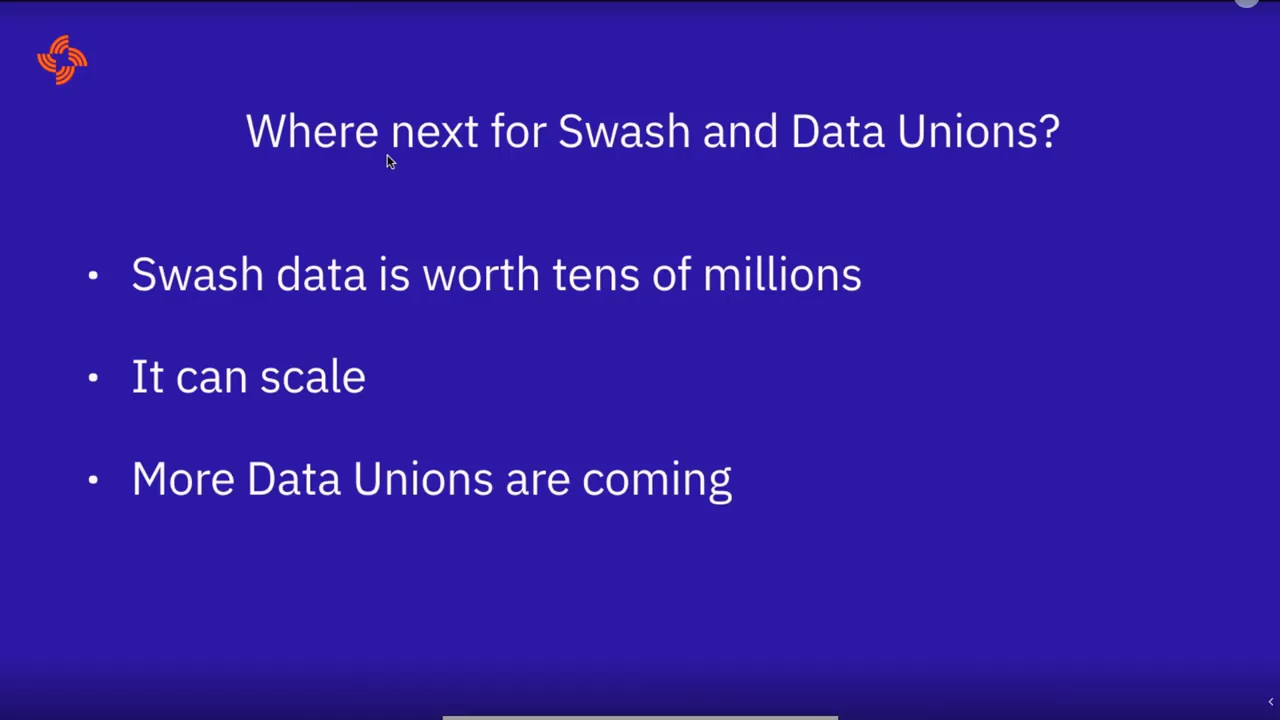 Where next for Swash and Data Unions?
• Swash data is worth tens of millions
• It can scale
• More Data Unions are coming